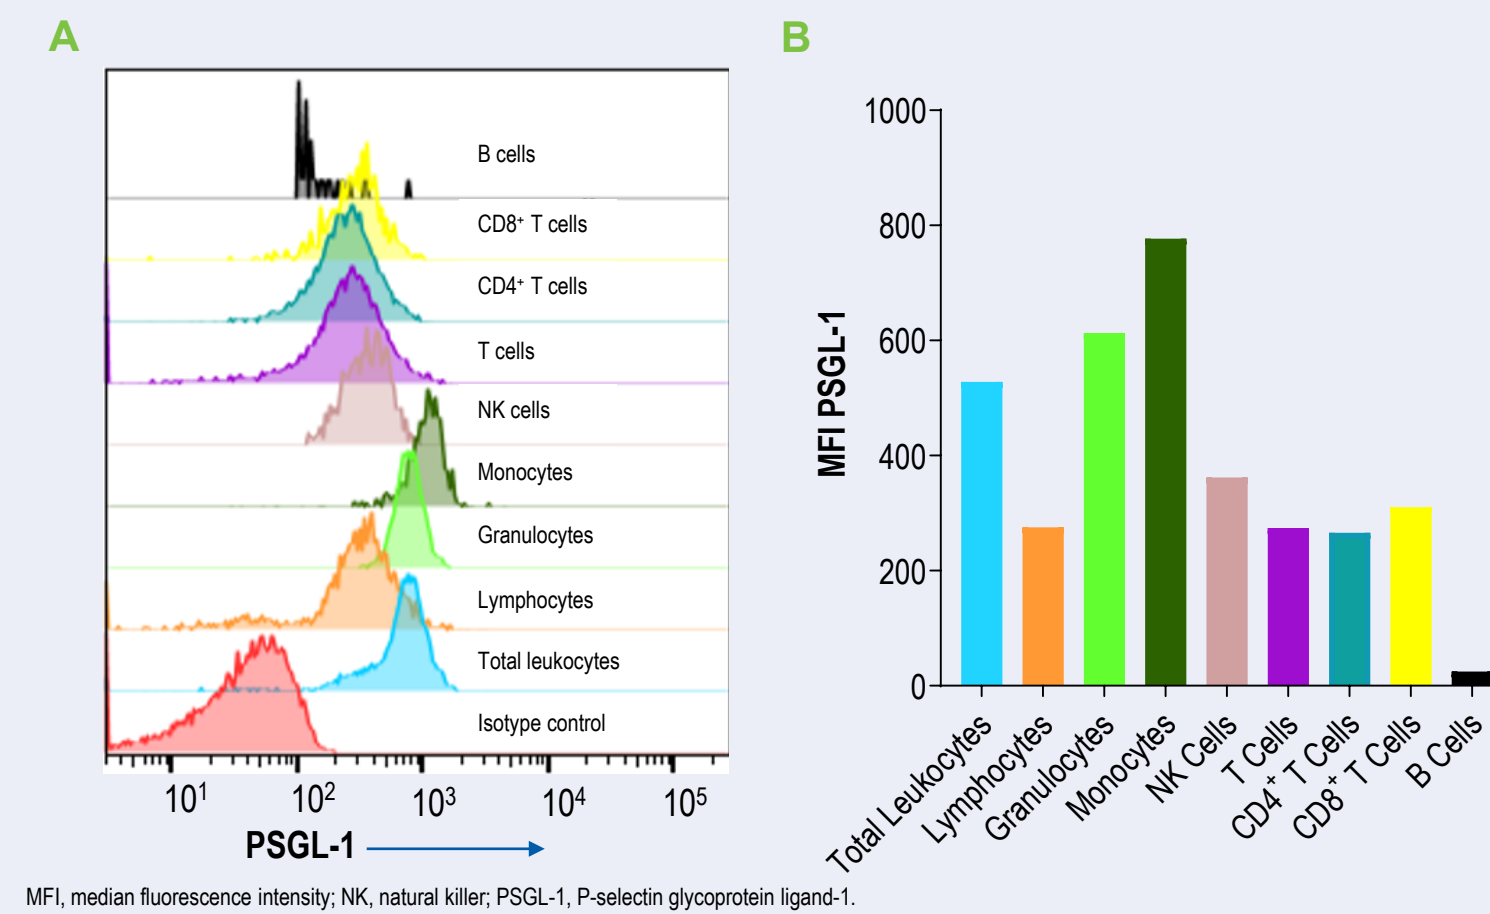 A
B cells
CD8⁺ T cells
CD4⁺ T cells
T cells
NK cells
Monocytes
Granulocytes
Lymphocytes
Total leukocytes
Isotype control
10¹ 10² 10³ 10⁴ 10⁵
PSGL-1
B
MFI PSGL-1
1000
800
600
400
200
0
Total Leukocytes
Lymphocytes
Granulocytes
Monocytes
NK Cells
T Cells
CD4⁺ T Cells
CD8⁺ T Cells
B Cells
MFI, median fluorescence intensity; NK, natural killer; PSGL-1, P-selectin glycoprotein ligand-1.